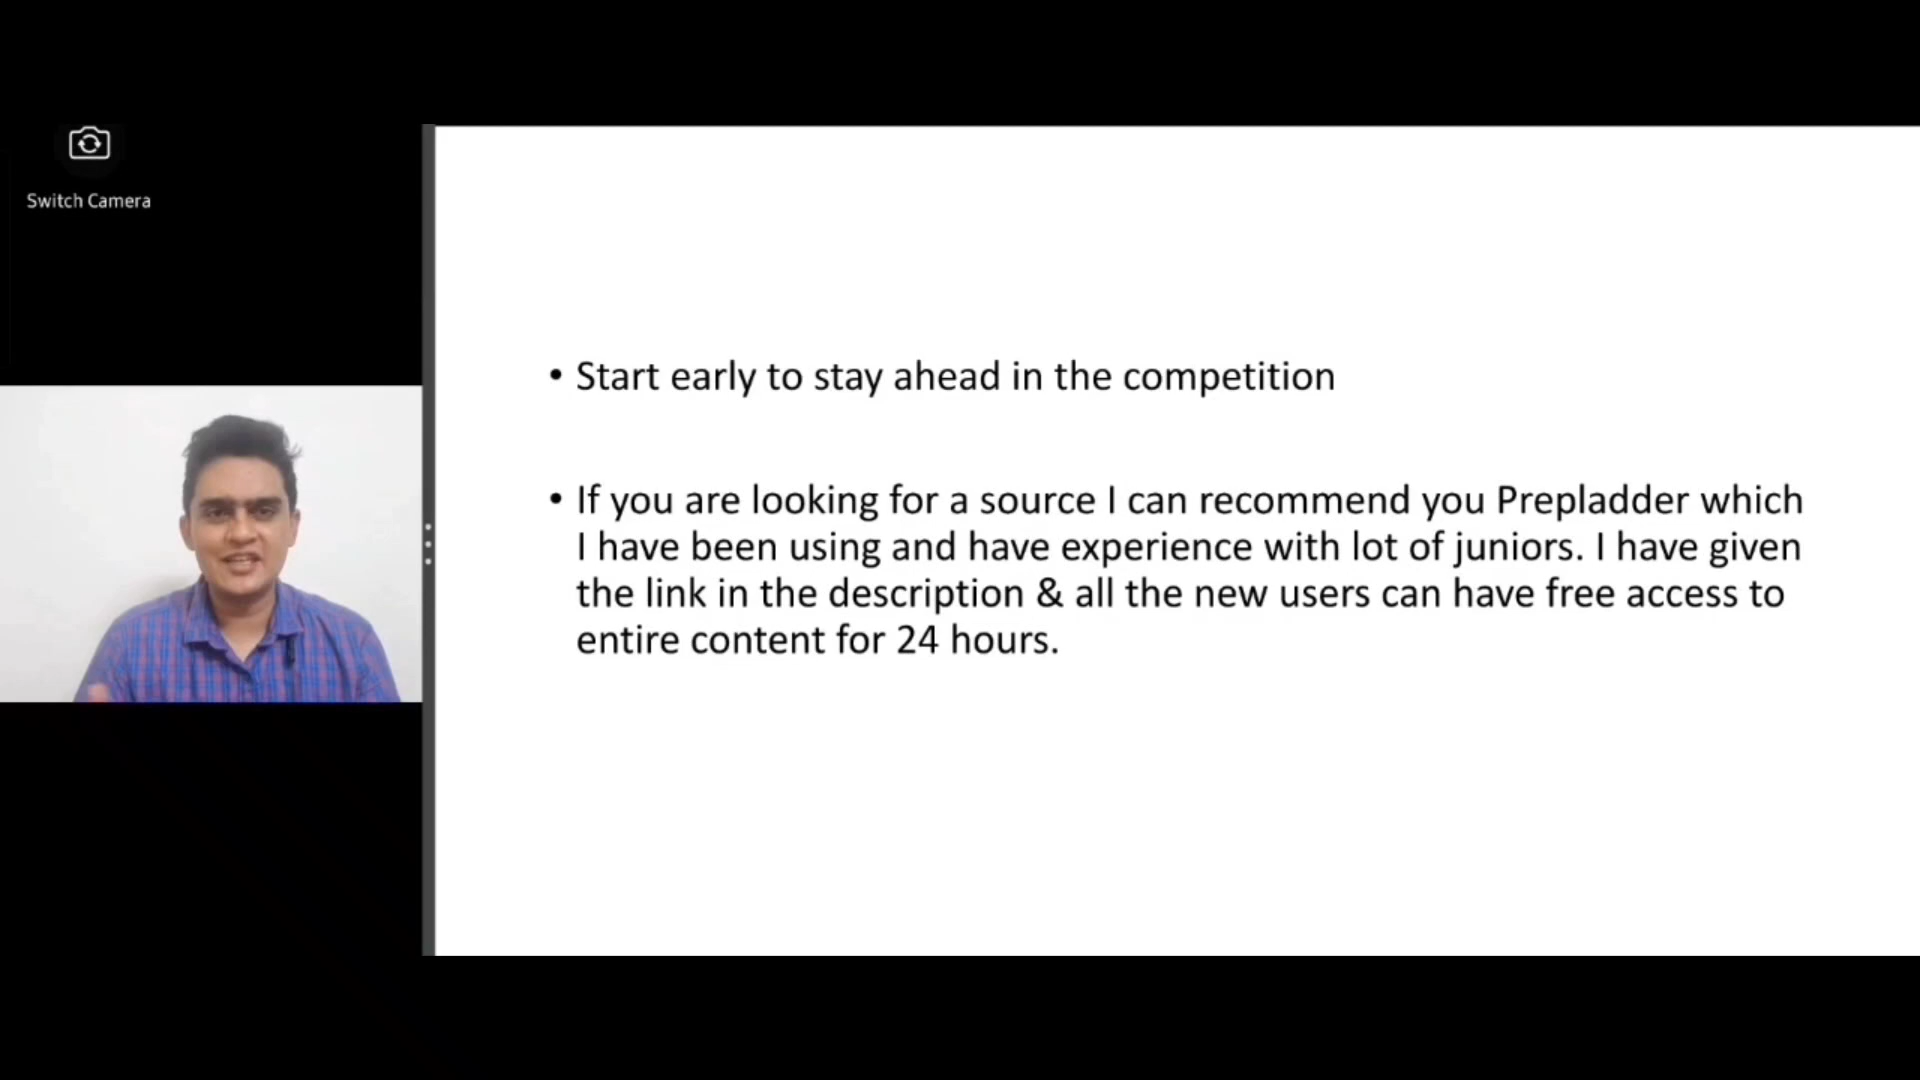 Switch Camera
• Start early to stay ahead in the competition
• If you are looking for a source I can recommend you Prepladder which
I have been using and have experience with lot of juniors. I have given
the link in the description & all the new users can have free access to
entire content for 24 hours.